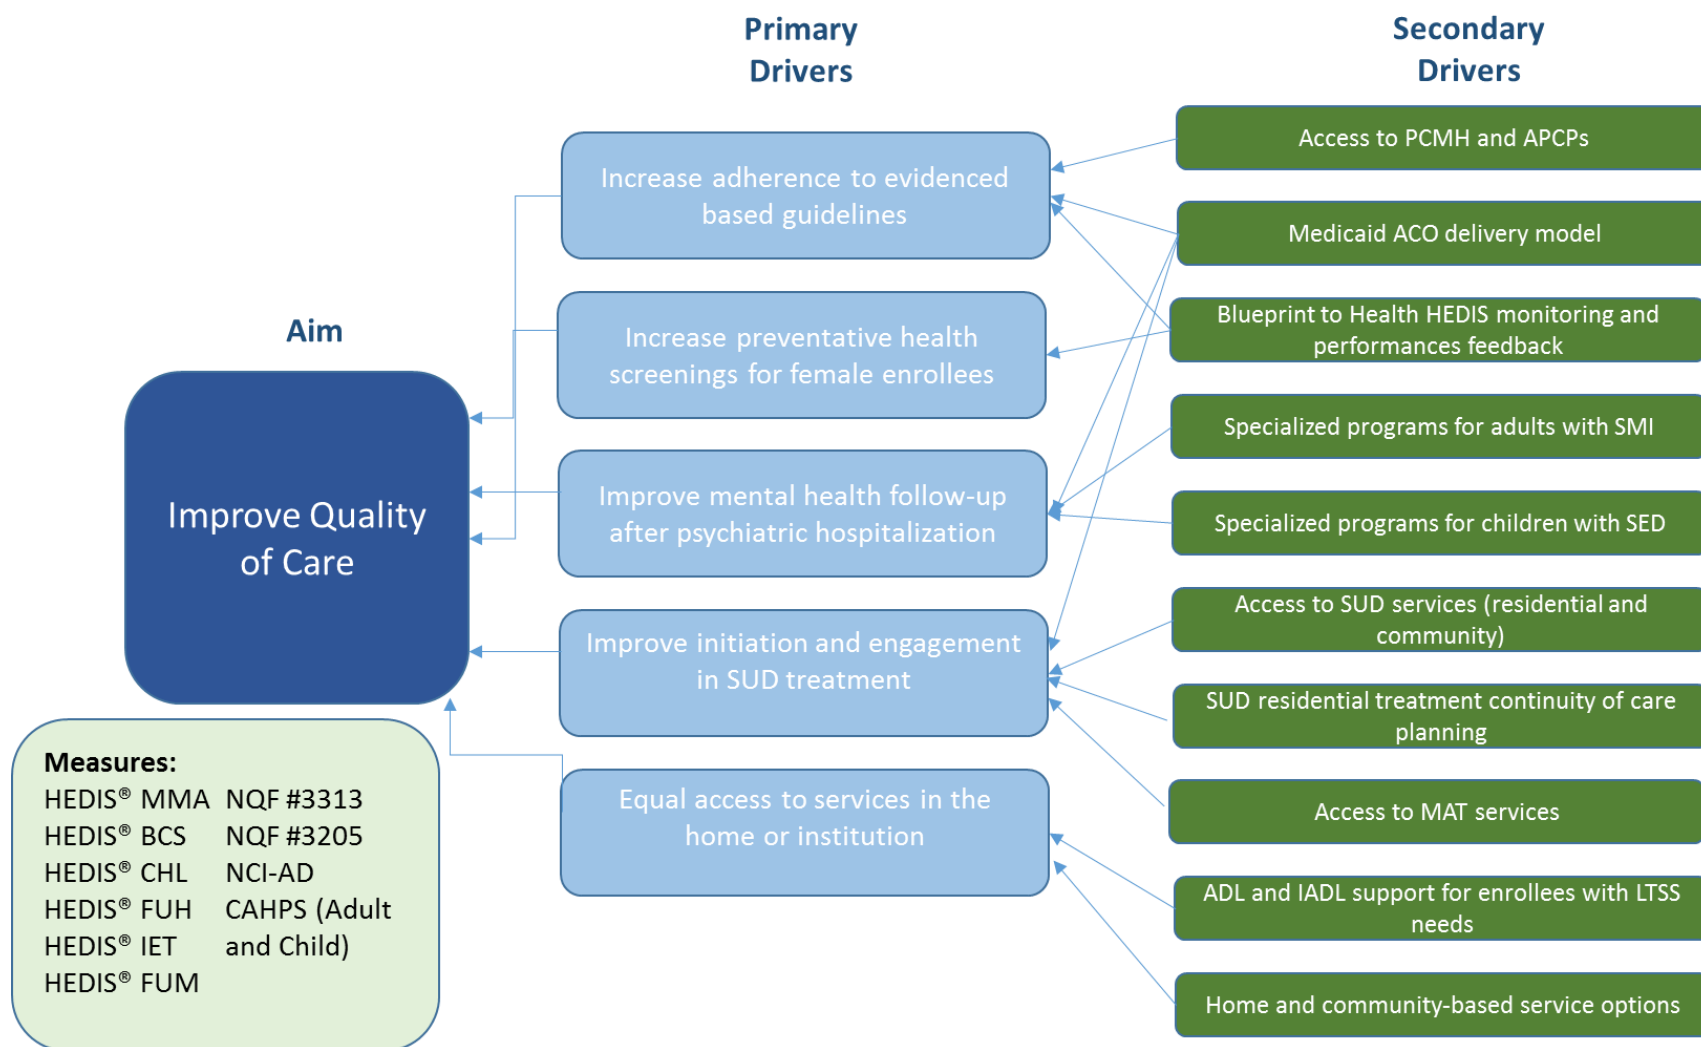 Primary
Drivers
Secondary
Drivers
Aim
Improve Quality
of Care
Measures:
HEDIS® MMA NQF #3313
HEDIS® BCS NQF #3205
HEDIS® CHL NCI-AD
HEDIS® FUH CAHPS (Adult
HEDIS® IET and Child)
HEDIS® FUM
Increase adherence to evidenced
based guidelines
Increase preventative health
screenings for female enrollees
Improve mental health follow-up
after psychiatric hospitalization
Improve initiation and engagement
in SUD treatment
Equal access to services in the
home or institution
Access to PCMH and APCPs
Medicaid ACO delivery model
Blueprint to Health HEDIS monitoring and
performances feedback
Specialized programs for adults with SMI
Specialized programs for children with SED
Access to SUD services (residential and
community)
SUD residential treatment continuity of care
planning
Access to MAT services
ADL and IADL support for enrollees with LTSS
needs
Home and community-based service options